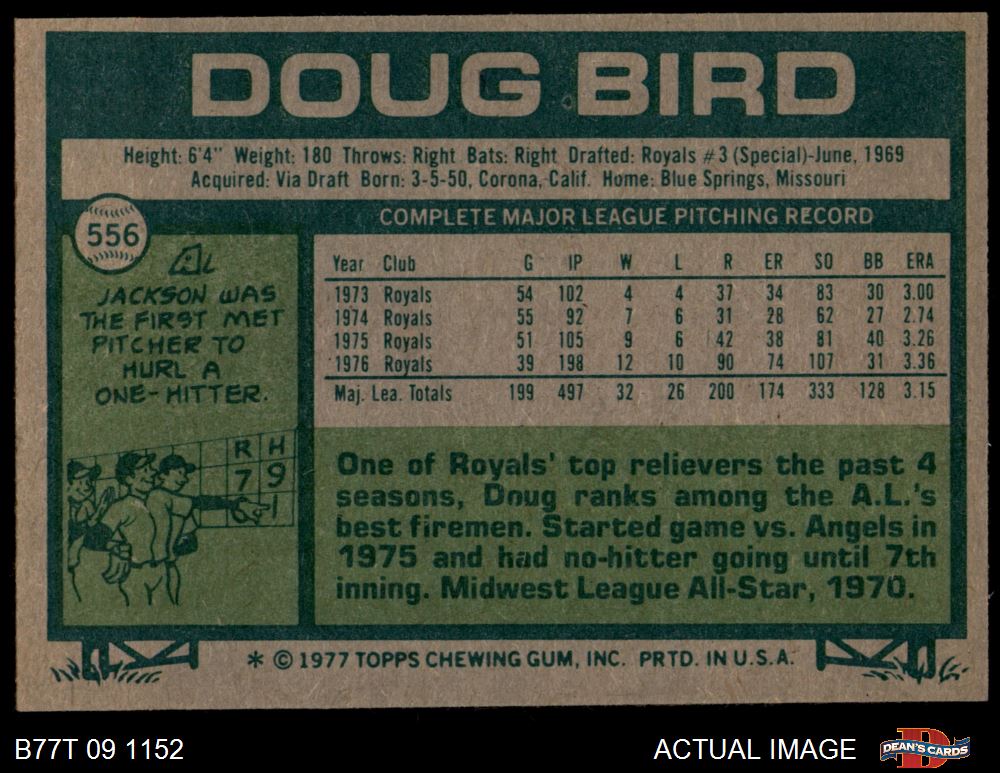 DOUG BIRD
Height: 6'4" Weight: 180 Throws: Right Bats: Right Drafted: Royals #3 (Special)-June, 1969
Acquired: Via Draft Born: 3-5-50, Corona, Calif. Home: Blue Springs, Missouri
556
AL
JACKSON WAS
THE FIRST MET
PITCHER TO
HURL A
ONE-HITTER.
R H
7 9
0 1
COMPLETE MAJOR LEAGUE PITCHING RECORD
Year Club G IP W L R ER SO BB ERA
1973 Royals 54 102 4 4 37 34 83 30 3.00
1974 Royals 55 92 7 6 31 28 62 27 2.74
1975 Royals 51 105 9 6 42 38 81 40 3.26
1976 Royals 39 198 12 10 90 74 107 31 3.36
Maj. Lea. Totals 199 497 32 26 200 174 333 128 3.15
One of Royals' top relievers the past 4
seasons, Doug ranks among the A.L.'s
best firemen. Started game vs. Angels in
1975 and had no-hitter going until 7th
inning. Midwest League All-Star, 1970.
* © 1977 TOPPS CHEWING GUM, INC. PRTD. IN U.S.A.
B77T 09 1152
ACTUAL IMAGE
DEAN'S CARDS